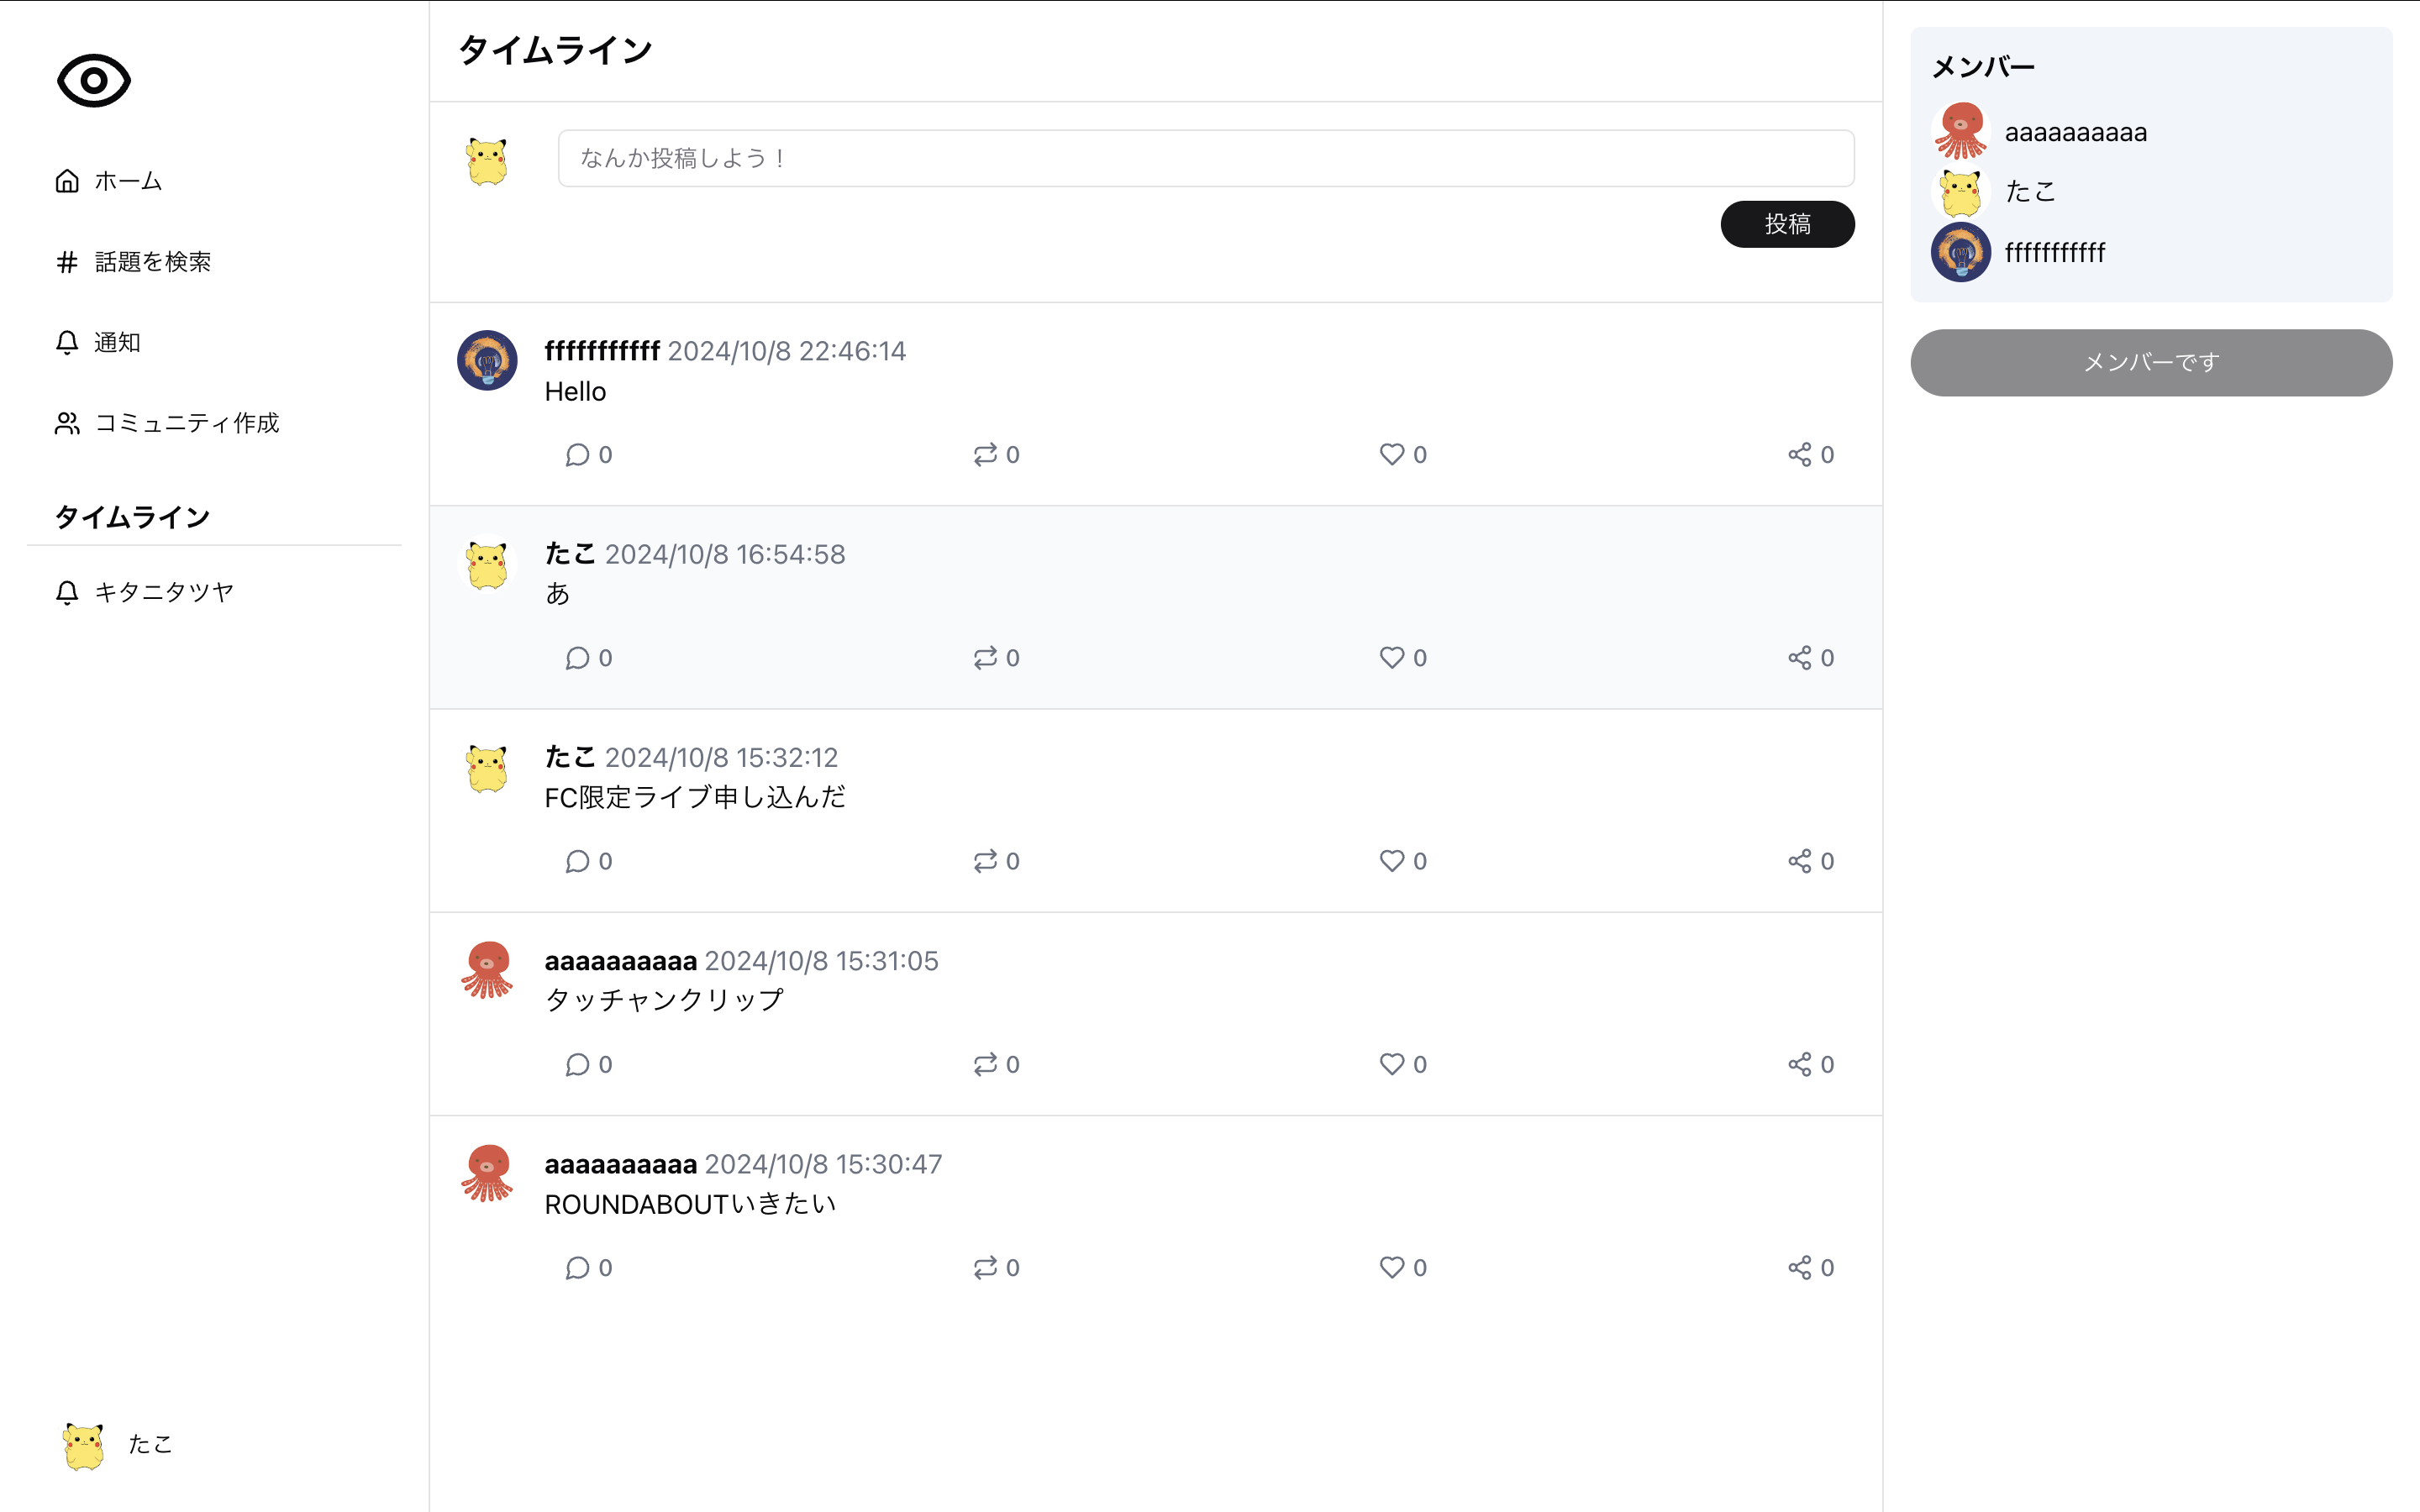 ホーム
話題を検索
通知
コミュニティ作成
タイムライン
キタニタツヤ
たこ
タイムライン
なんか投稿しよう！
投稿
fffffffffff 2024/10/8 22:46:14
Hello
0 0 0 0
たこ 2024/10/8 16:54:58
あ
0 0 0 0
たこ 2024/10/8 15:32:12
FC限定ライブ申し込んだ
0 0 0 0
aaaaaaaaaa 2024/10/8 15:31:05
タッチャンクリップ
0 0 0 0
aaaaaaaaaa 2024/10/8 15:30:47
ROUNDABOUTいきたい
0 0 0 0
メンバー
aaaaaaaaaa
たこ
fffffffffff
メンバーです